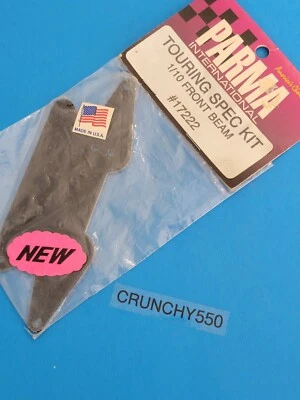 PARMA
INTERNATIONAL
TOURING SPEC KIT
1/10 FRONT BEAM
#17222
MADE IN U.S.A.
NEW
CRUNCHY550